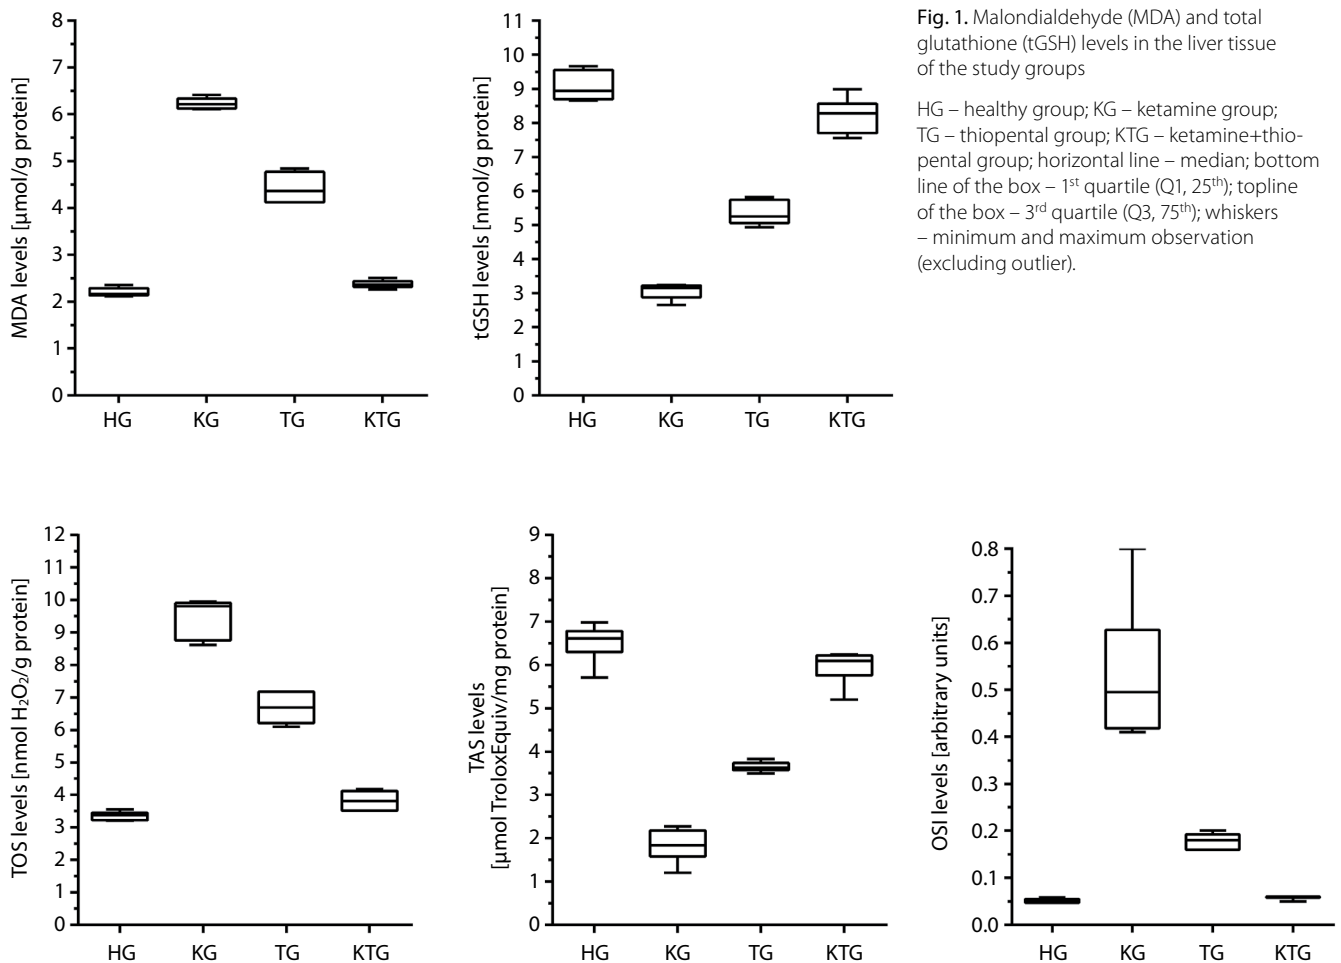 8
7
6
5
4
3
2
1
0
MDA levels [µmol/g protein]
HG KG TG KTG
11
10
9
8
7
6
5
4
3
2
1
0
tGSH levels [nmol/g protein]
HG KG TG KTG
Fig. 1. Malondialdehyde (MDA) and total
glutathione (tGSH) levels in the liver tissue
of the study groups
HG – healthy group; KG – ketamine group;
TG – thiopental group; KTG – ketamine+thio-
pental group; horizontal line – median; bottom
line of the box – 1st quartile (Q1, 25th); topline
of the box – 3rd quartile (Q3, 75th); whiskers
– minimum and maximum observation
(excluding outlier).
12
11
10
9
8
7
6
5
4
3
2
1
0
TOS levels [nmol H₂O₂/g protein]
HG KG TG KTG
9
8
7
6
5
4
3
2
1
0
TAS levels
[µmol TroloxEquiv/mg protein]
HG KG TG KTG
0.8
0.7
0.6
0.5
0.4
0.3
0.2
0.1
0.0
OSI levels [arbitrary units]
HG KG TG KTG